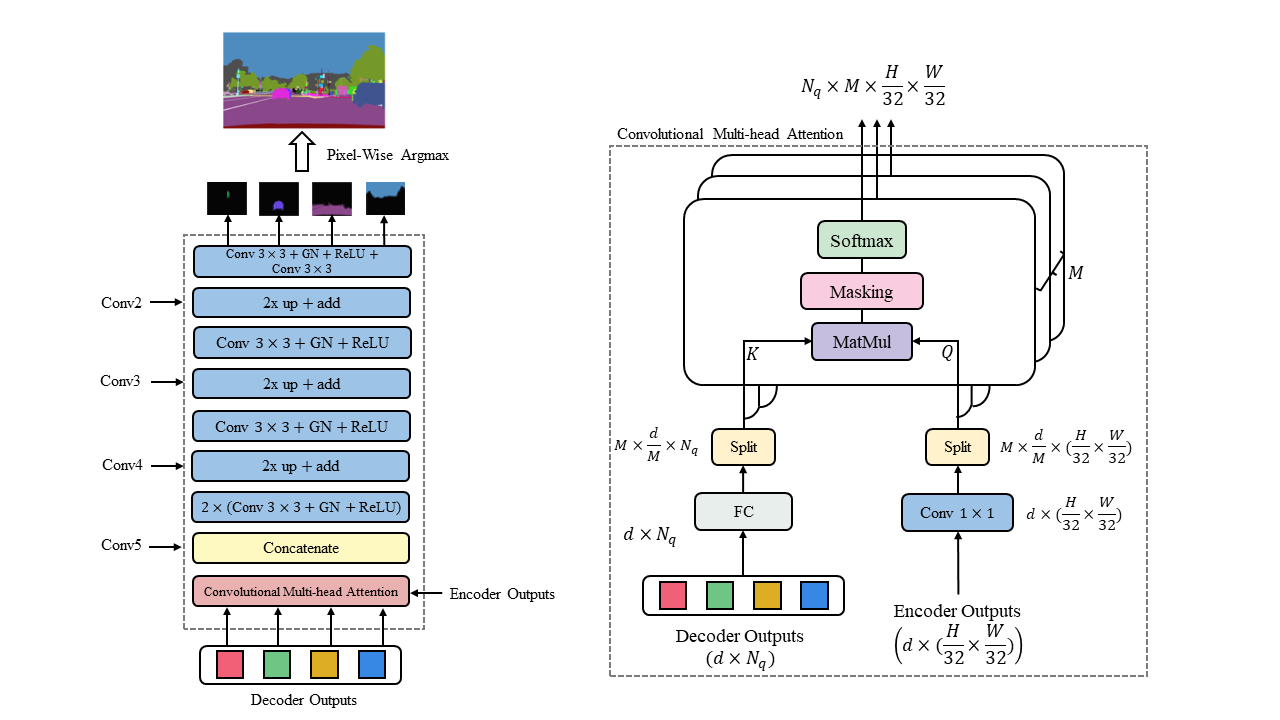 Pixel-Wise Argmax
Conv 3 × 3 + GN + ReLU +
Conv 3 × 3
Conv2
2x up + add
Conv 3 × 3 + GN + ReLU
Conv3
2x up + add
Conv 3 × 3 + GN + ReLU
Conv4
2x up + add
2 × (Conv 3 × 3 + GN + ReLU)
Conv5
Concatenate
Convolutional Multi-head Attention
Encoder Outputs
Decoder Outputs
N_q × M × H/32 × W/32
Convolutional Multi-head Attention
Softmax
Masking
MatMul
M
K
Q
M × d/M × N_q
Split
Split
M × d/M × (H/32 × W/32)
FC
d × N_q
Conv 1 × 1
d × (H/32 × W/32)
Decoder Outputs
(d × N_q)
Encoder Outputs
(d × (H/32 × W/32))